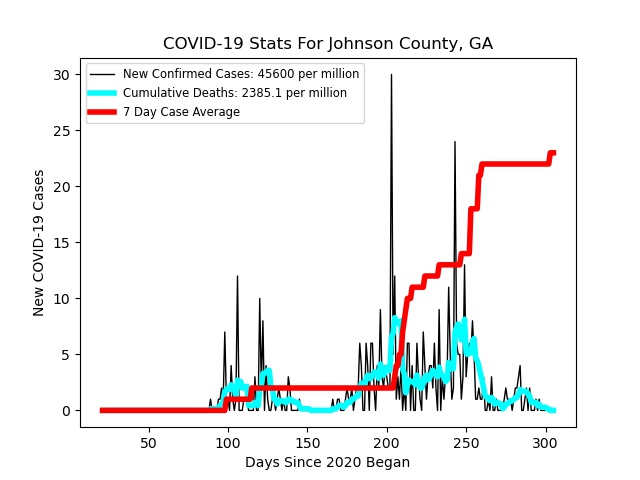 COVID-19 Stats For Johnson County, GA
New Confirmed Cases: 45600 per million
Cumulative Deaths: 2385.1 per million
7 Day Case Average
New COVID-19 Cases
30
25
20
15
10
5
0
50 100 150 200 250 300
Days Since 2020 Began